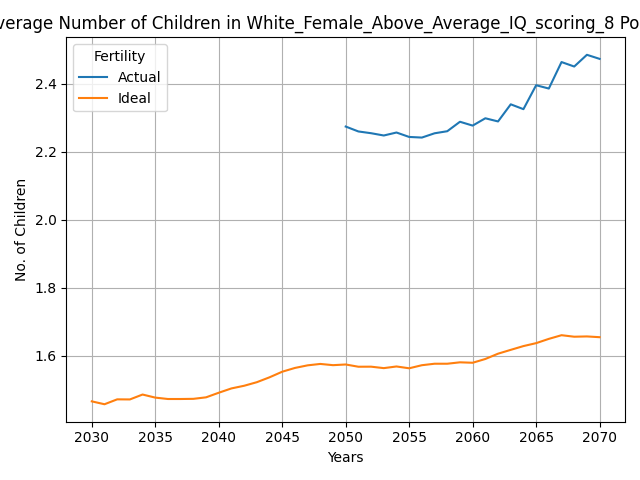 verage Number of Children in White_Female_Above_Average_IQ_scoring_8 Po
Fertility
Actual
Ideal
No. of Children
2.4
2.2
2.0
1.8
1.6
2030 2035 2040 2045 2050 2055 2060 2065 2070
Years